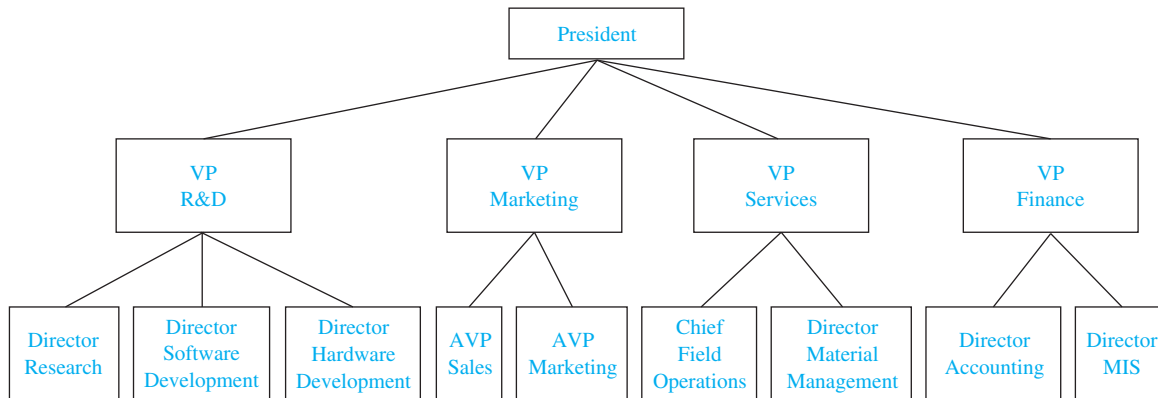 President
VP
R&D
VP
Marketing
VP
Services
VP
Finance
Director
Research
Director
Software
Development
Director
Hardware
Development
AVP
Sales
AVP
Marketing
Chief
Field
Operations
Director
Material
Management
Director
Accounting
Director
MIS